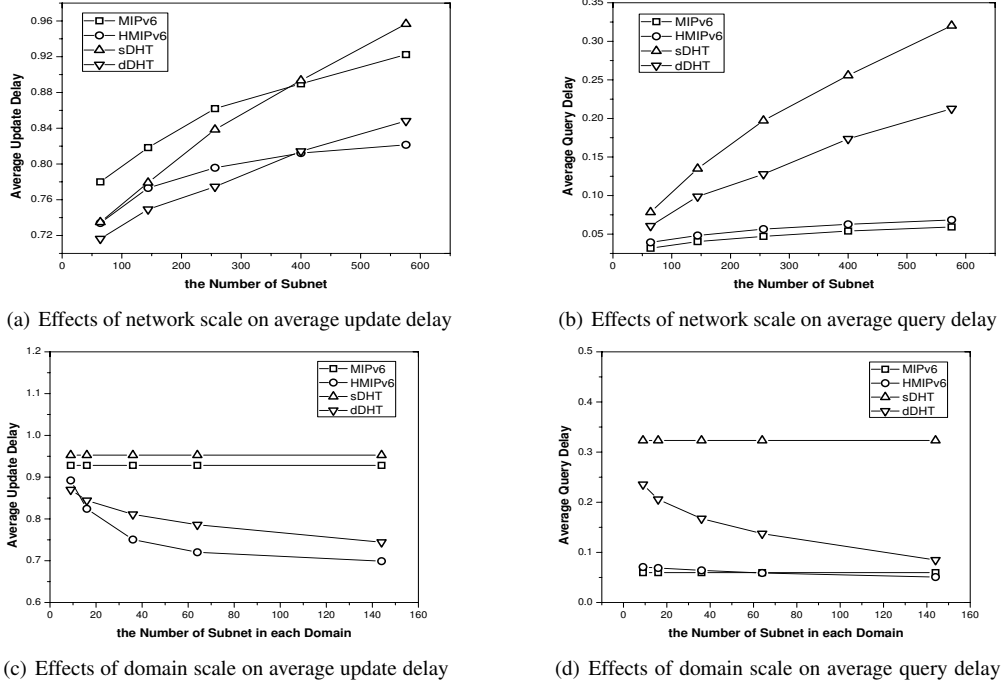 0.96
0.92
0.88
0.84
0.80
0.76
0.72
Average Update Delay
MIPv6
HMIPv6
sDHT
dDHT
0 100 200 300 400 500 600
the Number of Subnet
(a) Effects of network scale on average update delay
0.35
0.30
0.25
0.20
0.15
0.10
0.05
Average Query Delay
MIPv6
HMIPv6
sDHT
dDHT
0 100 200 300 400 500 600
the Number of Subnet
(b) Effects of network scale on average query delay
1.2
1.1
1.0
0.9
0.8
0.7
0.6
Average Update Delay
MIPv6
HMIPv6
sDHT
dDHT
0 20 40 60 80 100 120 140 160
the Number of Subnet in each Domain
(c) Effects of domain scale on average update delay
0.5
0.4
0.3
0.2
0.1
0.0
Average Query Delay
MIPv6
HMIPv6
sDHT
dDHT
0 20 40 60 80 100 120 140 160
the Number of Subnet in each Domain
(d) Effects of domain scale on average query delay